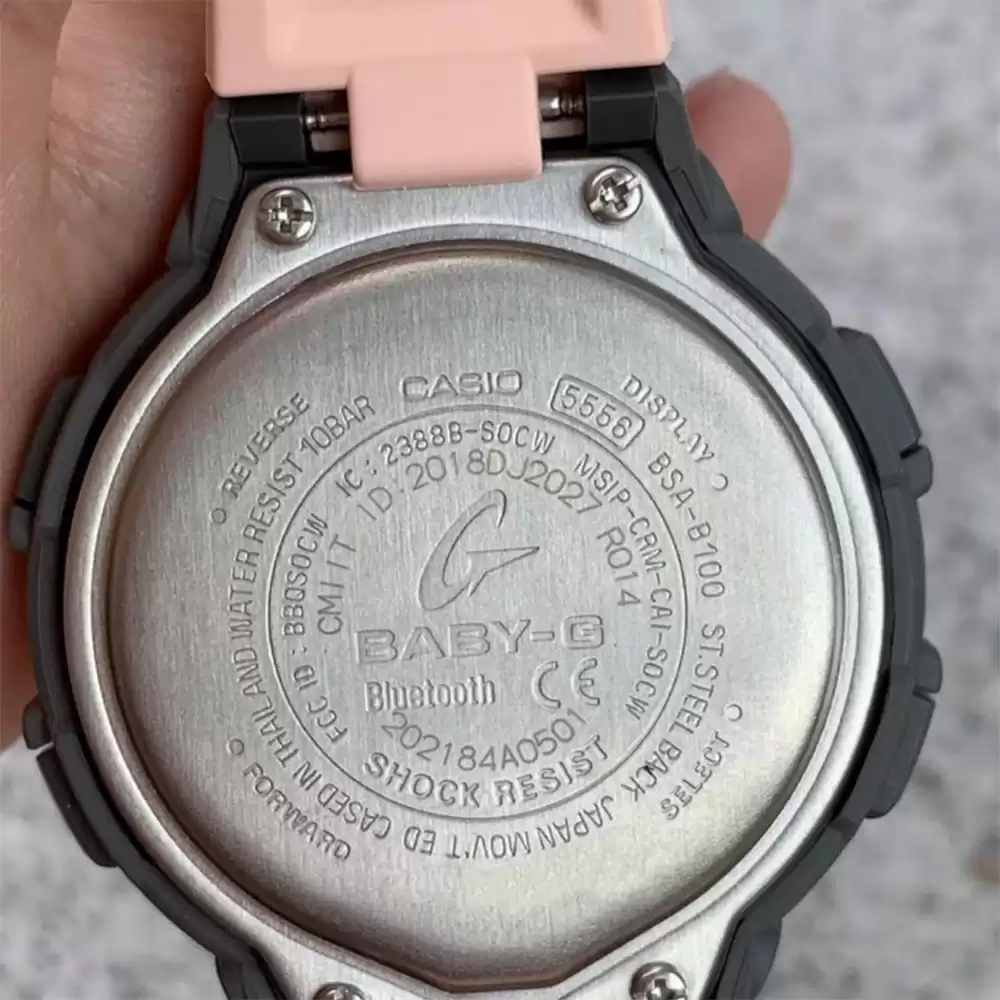 CASIO
5556
DISPLAY
REVERSE
BSA-B100 ST.STEEL BACK JAPAN MOV'T ED CASED IN THAILAND WATER RESIST 10BAR
SELECT
FORWARD
FCC ID : BBQSOCW IC : 2388B-SOCW MSIP-CRM-CAI-SOCW
CMIIT ID:2018DJ2027 R014
G
BABY-G
Bluetooth CE
202184A0501
SHOCK RESIST